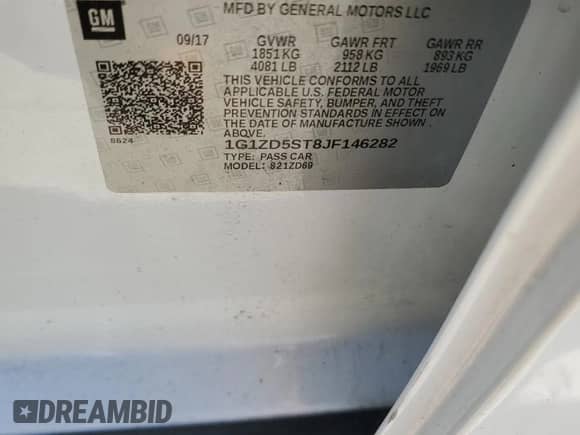 GM
MFD BY GENERAL MOTORS LLC
09/17 GVWR GAWR FRT GAWR RR
1851 KG 958 KG 893 KG
4081 LB 2112 LB 1969 LB
THIS VEHICLE CONFORMS TO ALL
APPLICABLE U.S. FEDERAL MOTOR
VEHICLE SAFETY, BUMPER, AND THEFT
PREVENTION STANDARDS IN EFFECT ON
THE DATE OF MANUFACTURE SHOWN
ABOVE.
6624
1G1ZD5ST8JF146282
TYPE: PASS CAR
MODEL: 821ZD69
DREAMBID